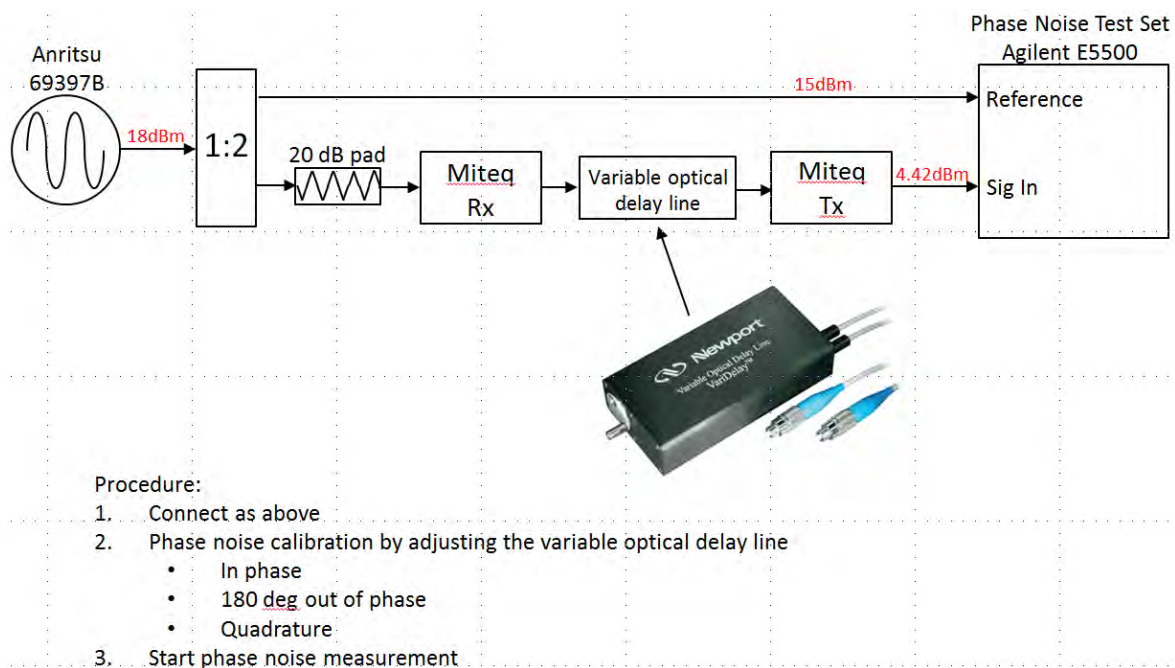 Phase Noise Test Set
Agilent E5500
Anritsu
69397B
15dBm
Reference
18dBm
1:2
20 dB pad
Miteq
Rx
Variable optical
delay line
Miteq
Tx
4.42dBm
Sig In
Newport
Variable Optical Delay Line
VariDelay™
Procedure:
1. Connect as above
2. Phase noise calibration by adjusting the variable optical delay line
• In phase
• 180 deg out of phase
• Quadrature
3. Start phase noise measurement